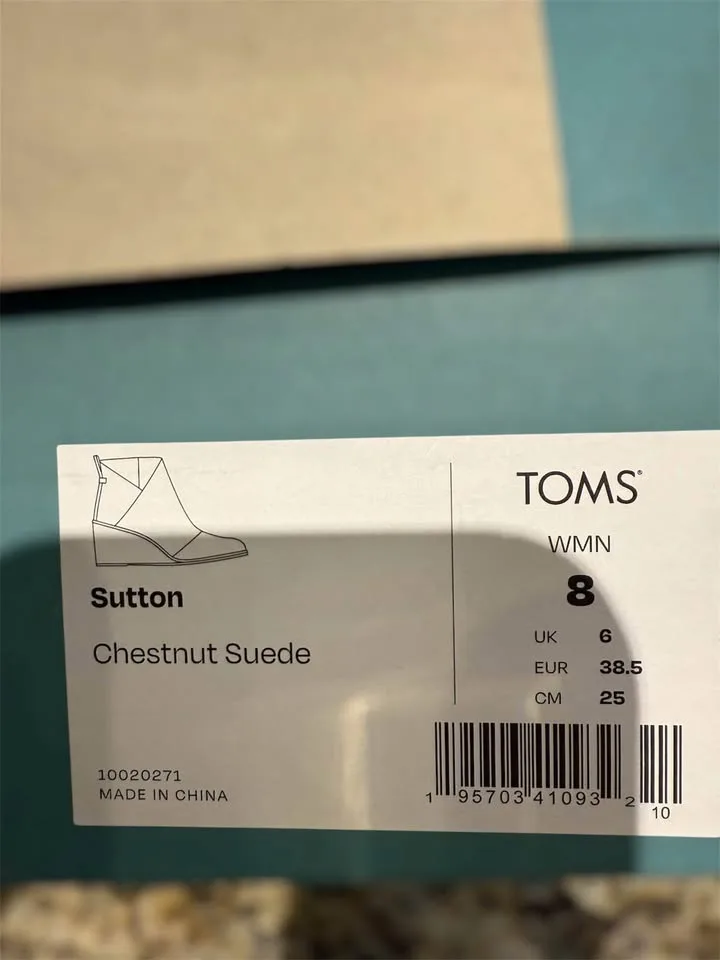 Sutton
Chestnut Suede
10020271
MADE IN CHINA
TOMS®
WMN
8
UK 6
EUR 38.5
CM 25
1 95703 41093 2
10